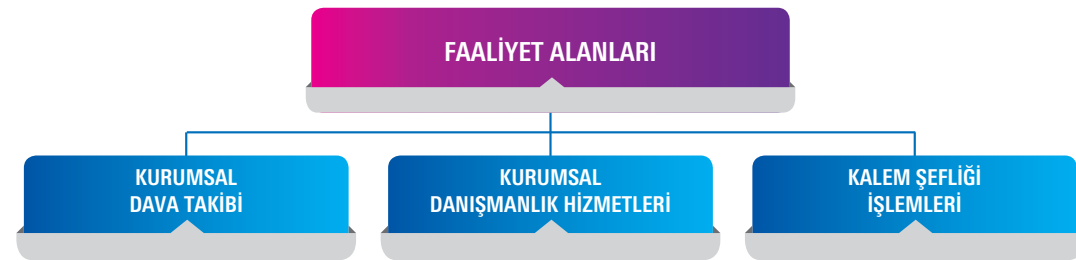 FAALİYET ALANLARI
KURUMSAL
DAVA TAKİBİ
KURUMSAL
DANIŞMANLIK HİZMETLERİ
KALEM ŞEFLİĞİ
İŞLEMLERİ